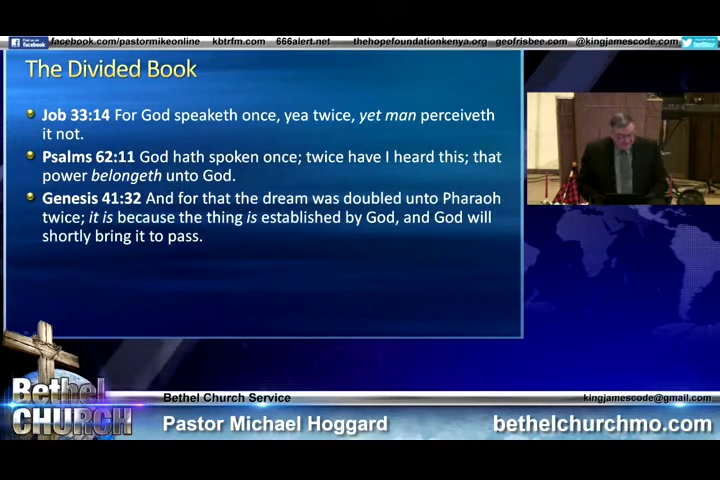 facebook.com/pastormikeonline kbtrfm.com 666alert.net thehopefoundationkenya.org geofrisbee.com @kingjamescode.com
The Divided Book
Job 33:14 For God speaketh once, yea twice, yet man perceiveth
it not.
Psalms 62:11 God hath spoken once; twice have I heard this; that
power belongeth unto God.
Genesis 41:32 And for that the dream was doubled unto Pharaoh
twice; it is because the thing is established by God, and God will
shortly bring it to pass.
Bethel
CHURCH
Bethel Church Service
kingjamescode@gmail.com
Pastor Michael Hoggard
bethelchurchmo.com